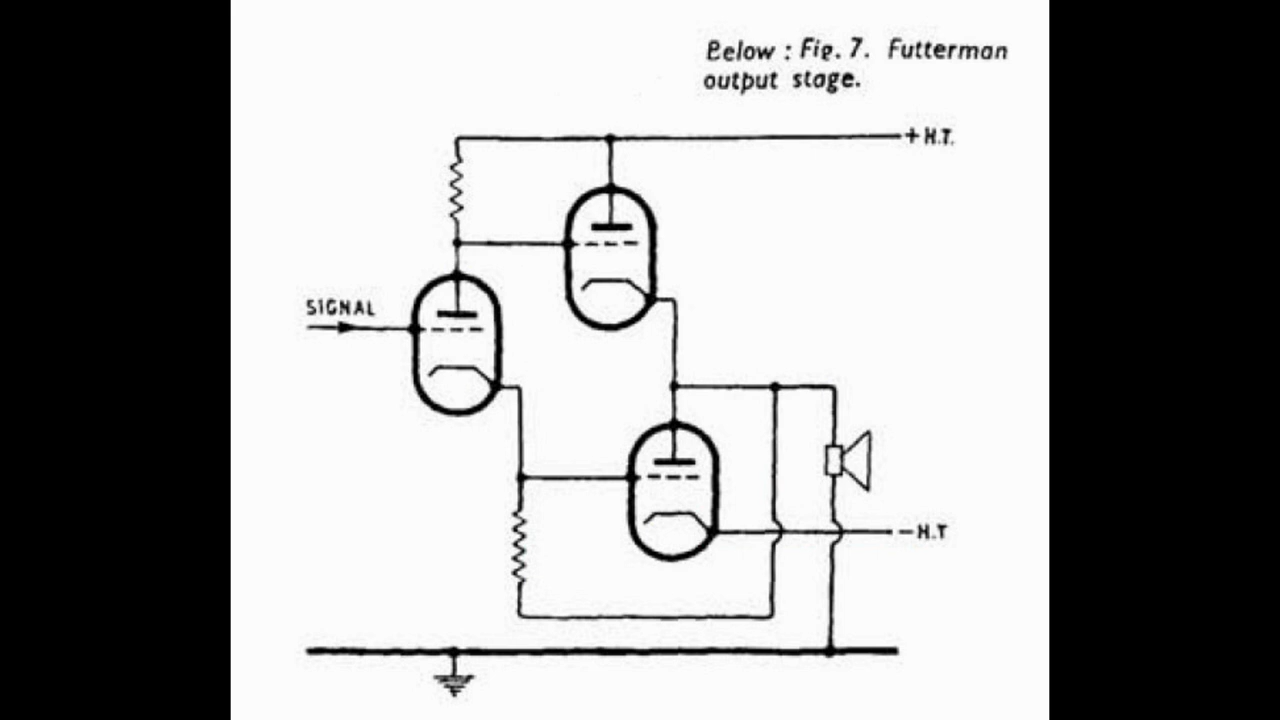 Below : Fig. 7. Futterman
output stage.
+ H.T.
SIGNAL
– H.T